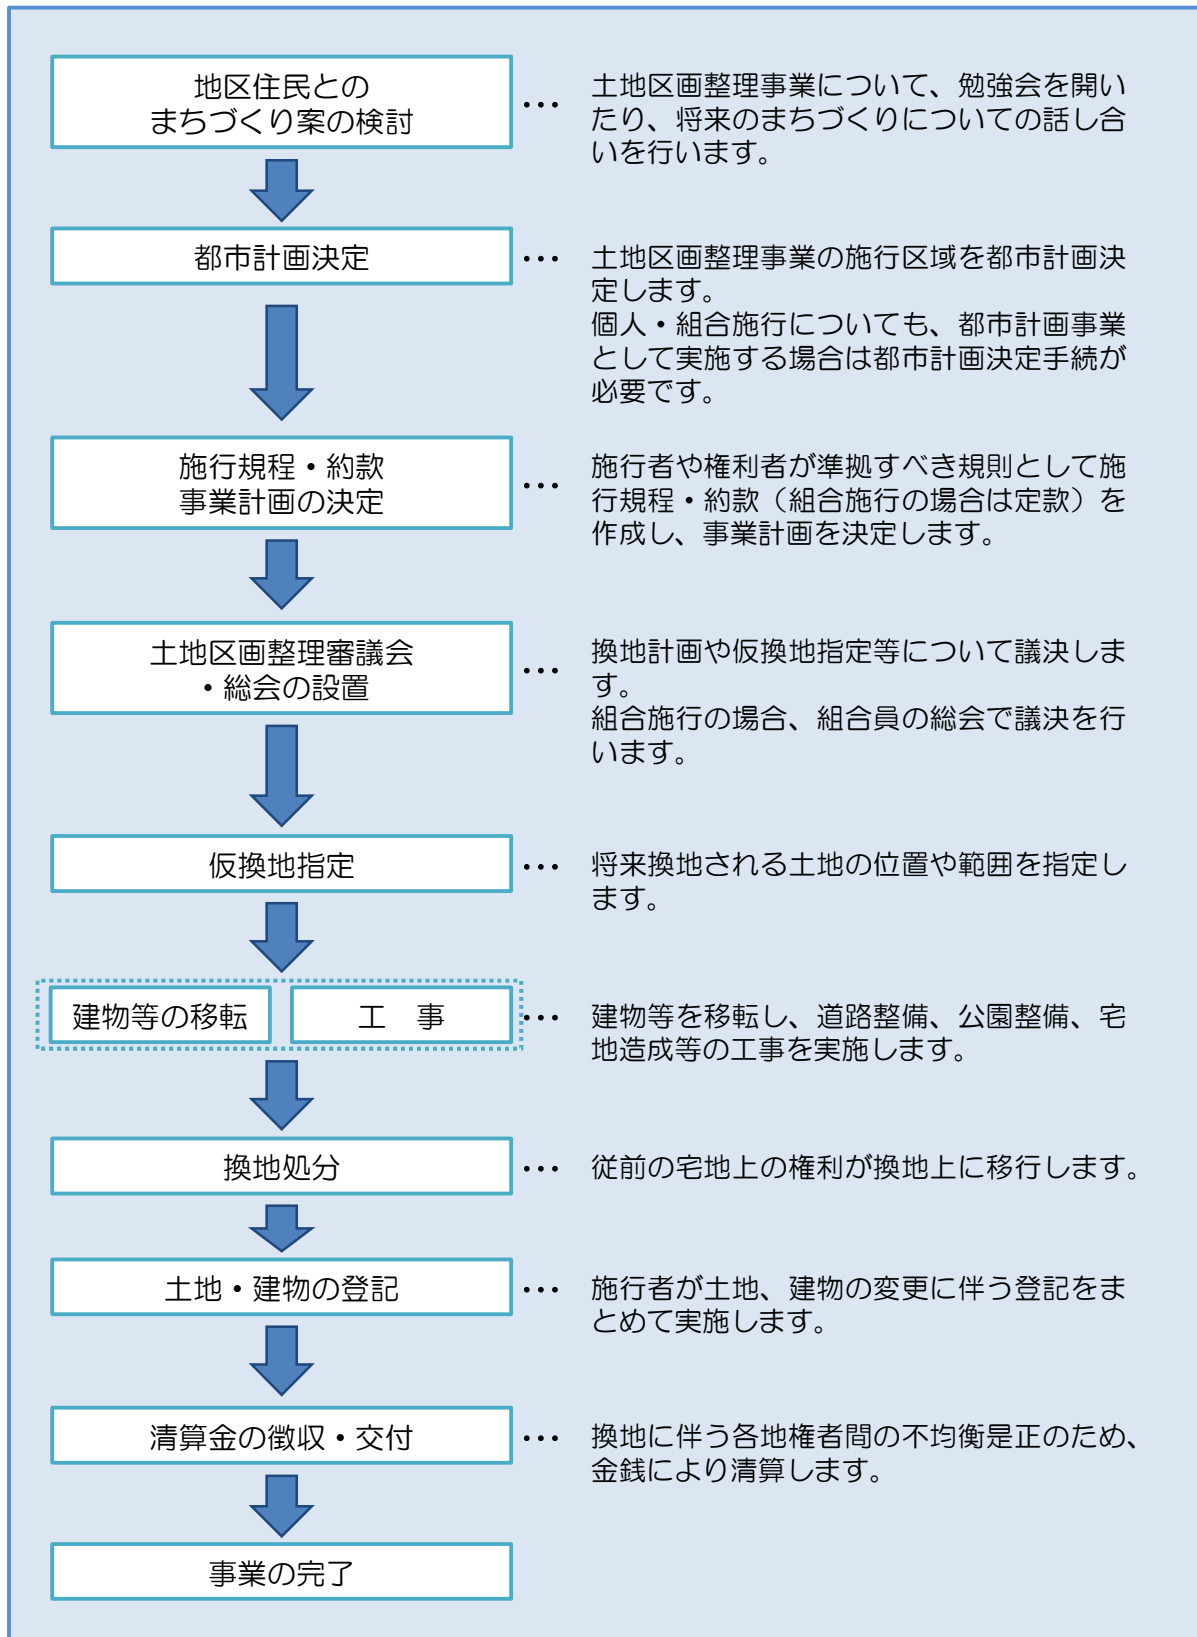 地区住民との
まちづくり案の検討
… 土地区画整理事業について、勉強会を開い
たり、将来のまちづくりについての話し合
いを行います。
都市計画決定
… 土地区画整理事業の施行区域を都市計画決
定します。
個人・組合施行についても、都市計画事業
として実施する場合は都市計画決定手続が
必要です。
施行規程・約款
事業計画の決定
… 施行者や権利者が準拠すべき規則として施
行規程・約款（組合施行の場合は定款）を
作成し、事業計画を決定します。
土地区画整理審議会
・総会の設置
… 換地計画や仮換地指定等について議決しま
す。
組合施行の場合、組合員の総会で議決を行
います。
仮換地指定
… 将来換地される土地の位置や範囲を指定し
ます。
建物等の移転
工　事
… 建物等を移転し、道路整備、公園整備、宅
地造成等の工事を実施します。
換地処分
… 従前の宅地上の権利が換地上に移行します。
土地・建物の登記
… 施行者が土地、建物の変更に伴う登記をま
とめて実施します。
清算金の徴収・交付
… 換地に伴う各地権者間の不均衡是正のため、
金銭により清算します。
事業の完了